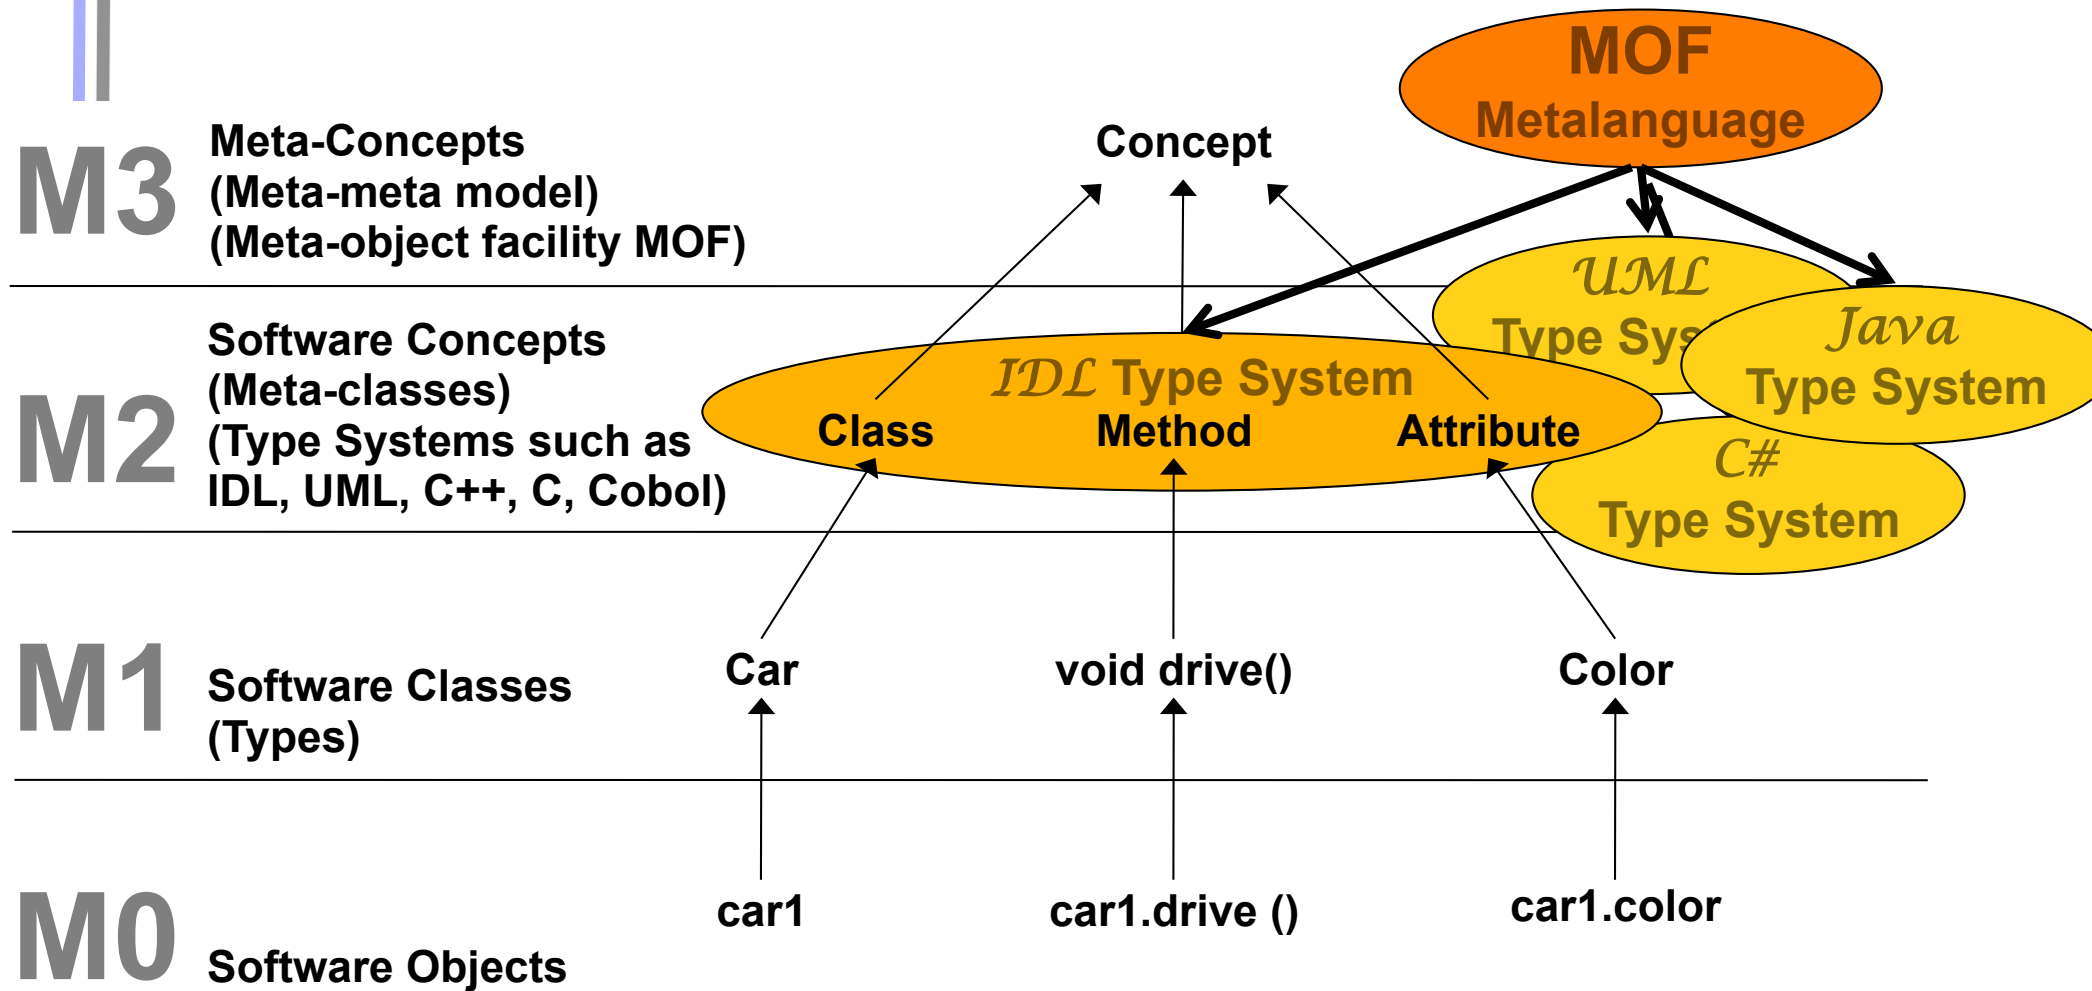 MOF
Metalanguage
M3
Meta-Concepts
(Meta-meta model)
(Meta-object facility MOF)
Concept
M2
Software Concepts
(Meta-classes)
(Type Systems such as
IDL, UML, C++, C, Cobol)
IDL Type System
Class Method Attribute
UML
Type Sys
Java
Type System
C#
Type System
M1
Software Classes
(Types)
Car
void drive()
Color
M0
Software Objects
car1
car1.drive ()
car1.color